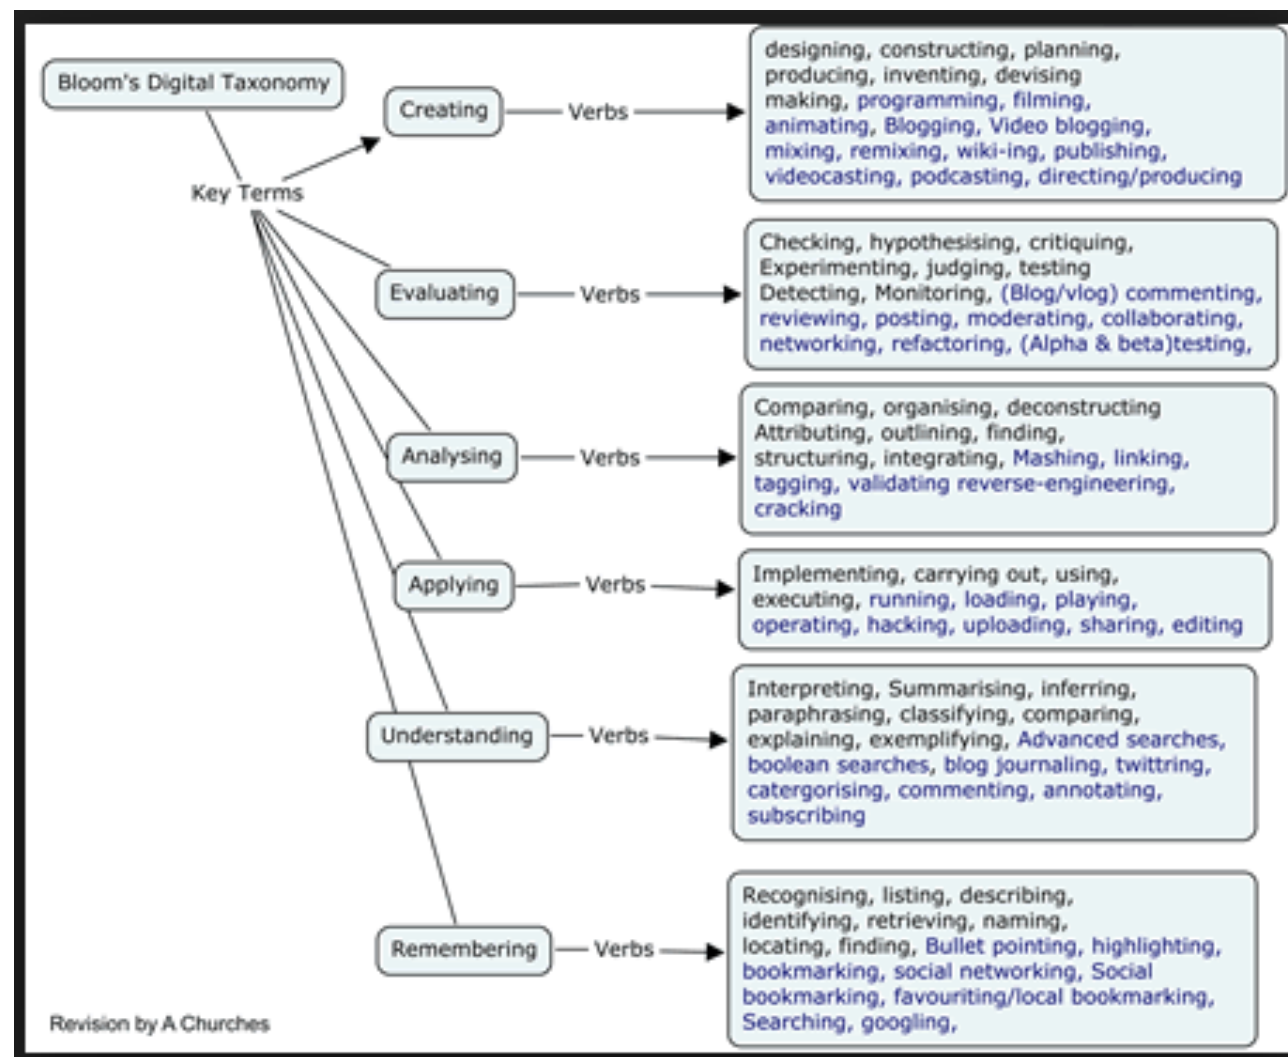 Bloom's Digital Taxonomy
Key Terms
Creating
Verbs
designing, constructing, planning,
producing, inventing, devising
making, programming, filming,
animating, Blogging, Video blogging,
mixing, remixing, wiki-ing, publishing,
videocasting, podcasting, directing/producing
Evaluating
Verbs
Checking, hypothesising, critiquing,
Experimenting, judging, testing
Detecting, Monitoring, (Blog/vlog) commenting,
reviewing, posting, moderating, collaborating,
networking, refactoring, (Alpha & beta)testing,
Analysing
Verbs
Comparing, organising, deconstructing
Attributing, outlining, finding,
structuring, integrating, Mashing, linking,
tagging, validating reverse-engineering,
cracking
Applying
Verbs
Implementing, carrying out, using,
executing, running, loading, playing,
operating, hacking, uploading, sharing, editing
Understanding
Verbs
Interpreting, Summarising, inferring,
paraphrasing, classifying, comparing,
explaining, exemplifying, Advanced searches,
boolean searches, blog journaling, twittring,
catergorising, commenting, annotating,
subscribing
Remembering
Verbs
Recognising, listing, describing,
identifying, retrieving, naming,
locating, finding, Bullet pointing, highlighting,
bookmarking, social networking, Social
bookmarking, favouriting/local bookmarking,
Searching, googling,
Revision by A Churches